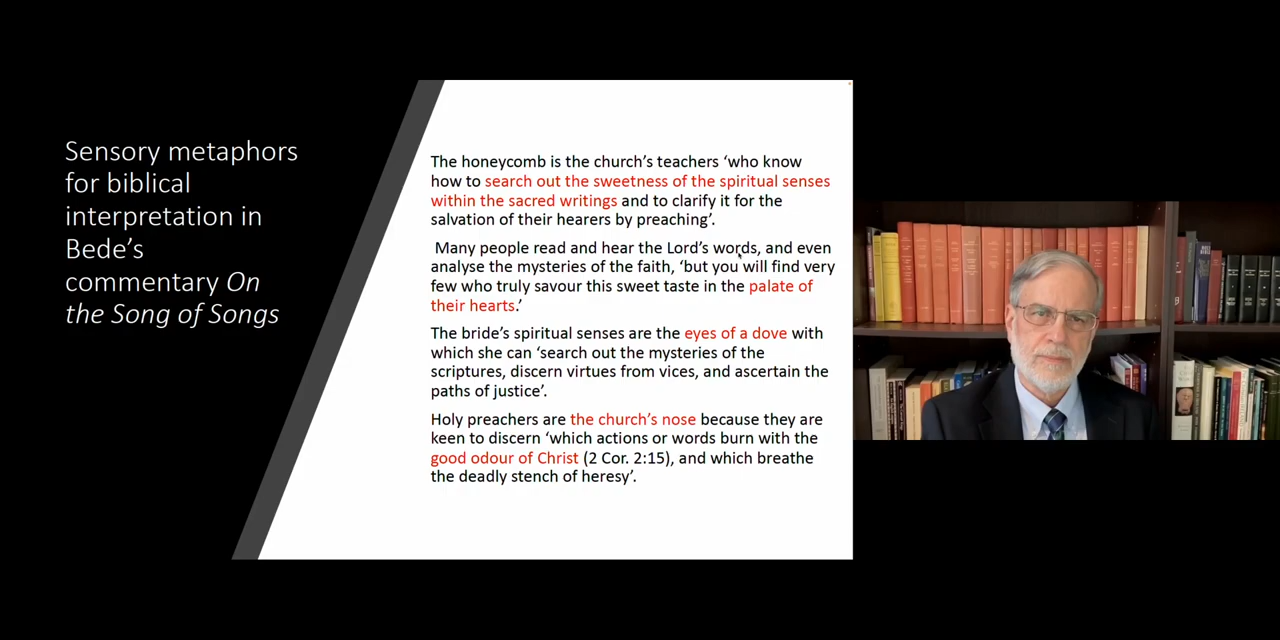 Sensory metaphors
for biblical
interpretation in
Bede's
commentary On
the Song of Songs
The honeycomb is the church's teachers 'who know
how to search out the sweetness of the spiritual senses
within the sacred writings and to clarify it for the
salvation of their hearers by preaching'.
Many people read and hear the Lord's words, and even
analyse the mysteries of the faith, 'but you will find very
few who truly savour this sweet taste in the palate of
their hearts.'
The bride's spiritual senses are the eyes of a dove with
which she can 'search out the mysteries of the
scriptures, discern virtues from vices, and ascertain the
paths of justice'.
Holy preachers are the church's nose because they are
keen to discern 'which actions or words burn with the
good odour of Christ (2 Cor. 2:15), and which breathe
the deadly stench of heresy'.